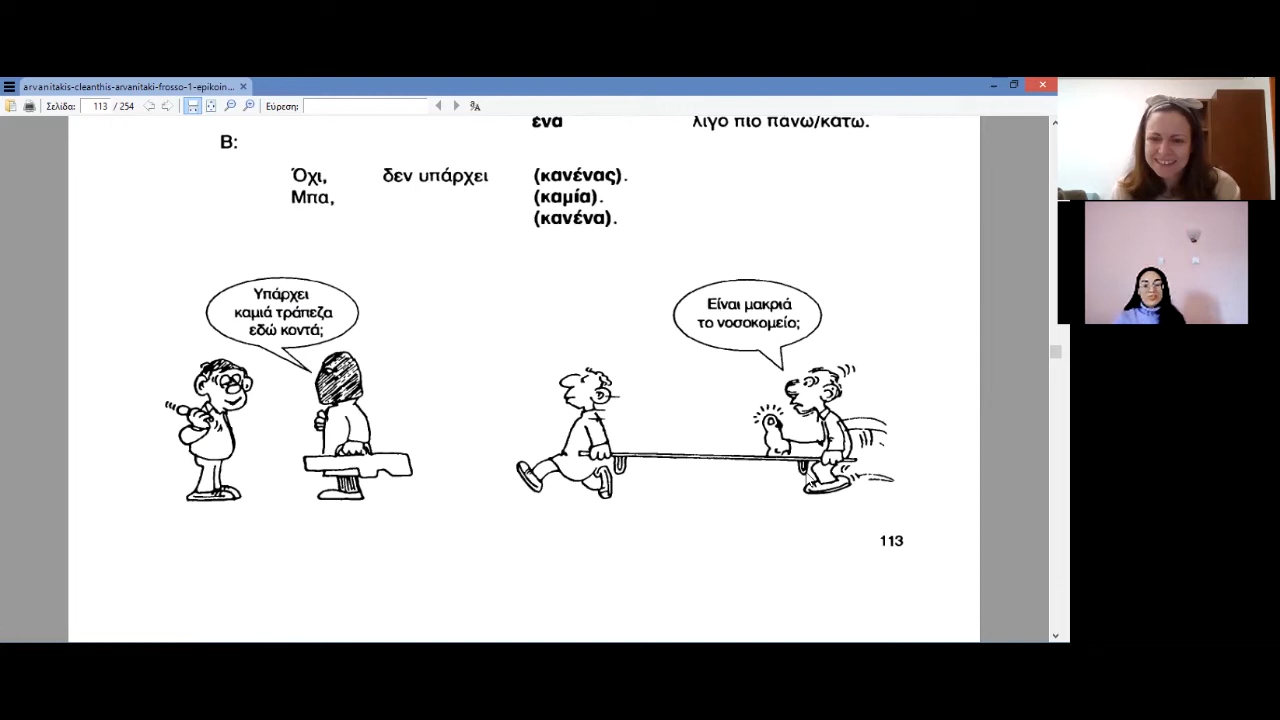 arvanitakis-cleanthis-arvanitaki-frosso-1-epikoin...
Σελίδα: 113 / 254 Εύρεση:
ένα λίγο πιο πάνω/κάτω.
Β:
Όχι, δεν υπάρχει (κανένας).
Μπα, (καμία).
(κανένα).
Υπάρχει
καμιά τράπεζα
εδώ κοντά;
Είναι μακριά
το νοσοκομείο;
113